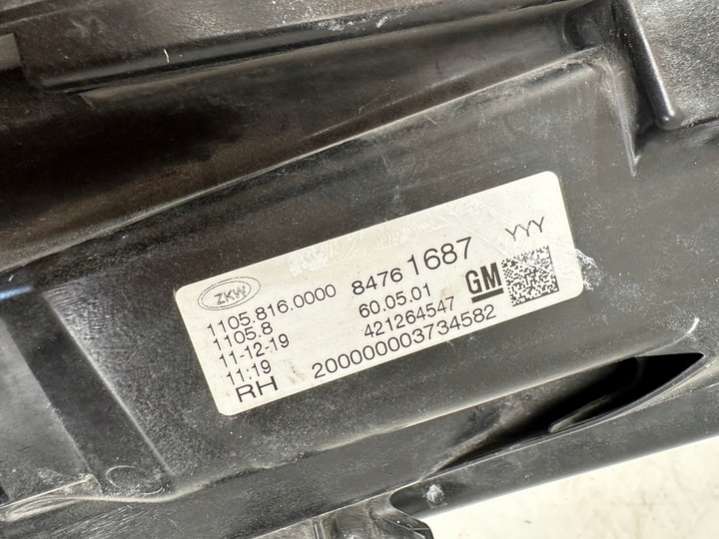 ZKW
YYY
1105.816.0000 8476 1687
1105.8 60.05.01 GM
11-12-19 421264547
11:19 200000003734582
RH